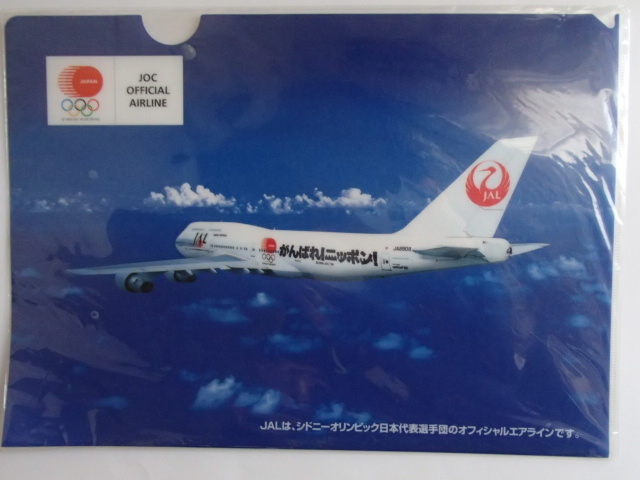 JAPAN
JOC
OFFICIAL
AIRLINE
JAL
JAL
がんばれ!ニッポン!
JALは、シドニーオリンピック日本代表選手団のオフィシャルエアラインです。